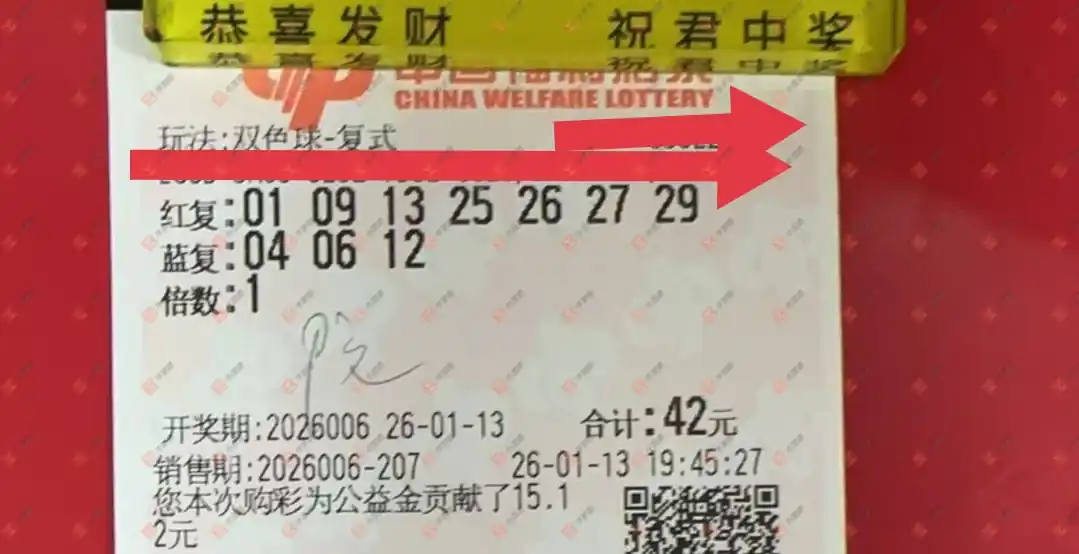 恭喜发财 祝君中奖
CHINA WELFARE LOTTERY
玩法:双色球-复式
红复:01 09 13 25 26 27 29
蓝复:04 06 12
倍数:1
开奖期:2026006 26-01-13 合计:42元
销售期:2026006-207 26-01-13 19:45:27
您本次购彩为公益金贡献了15.1
2元